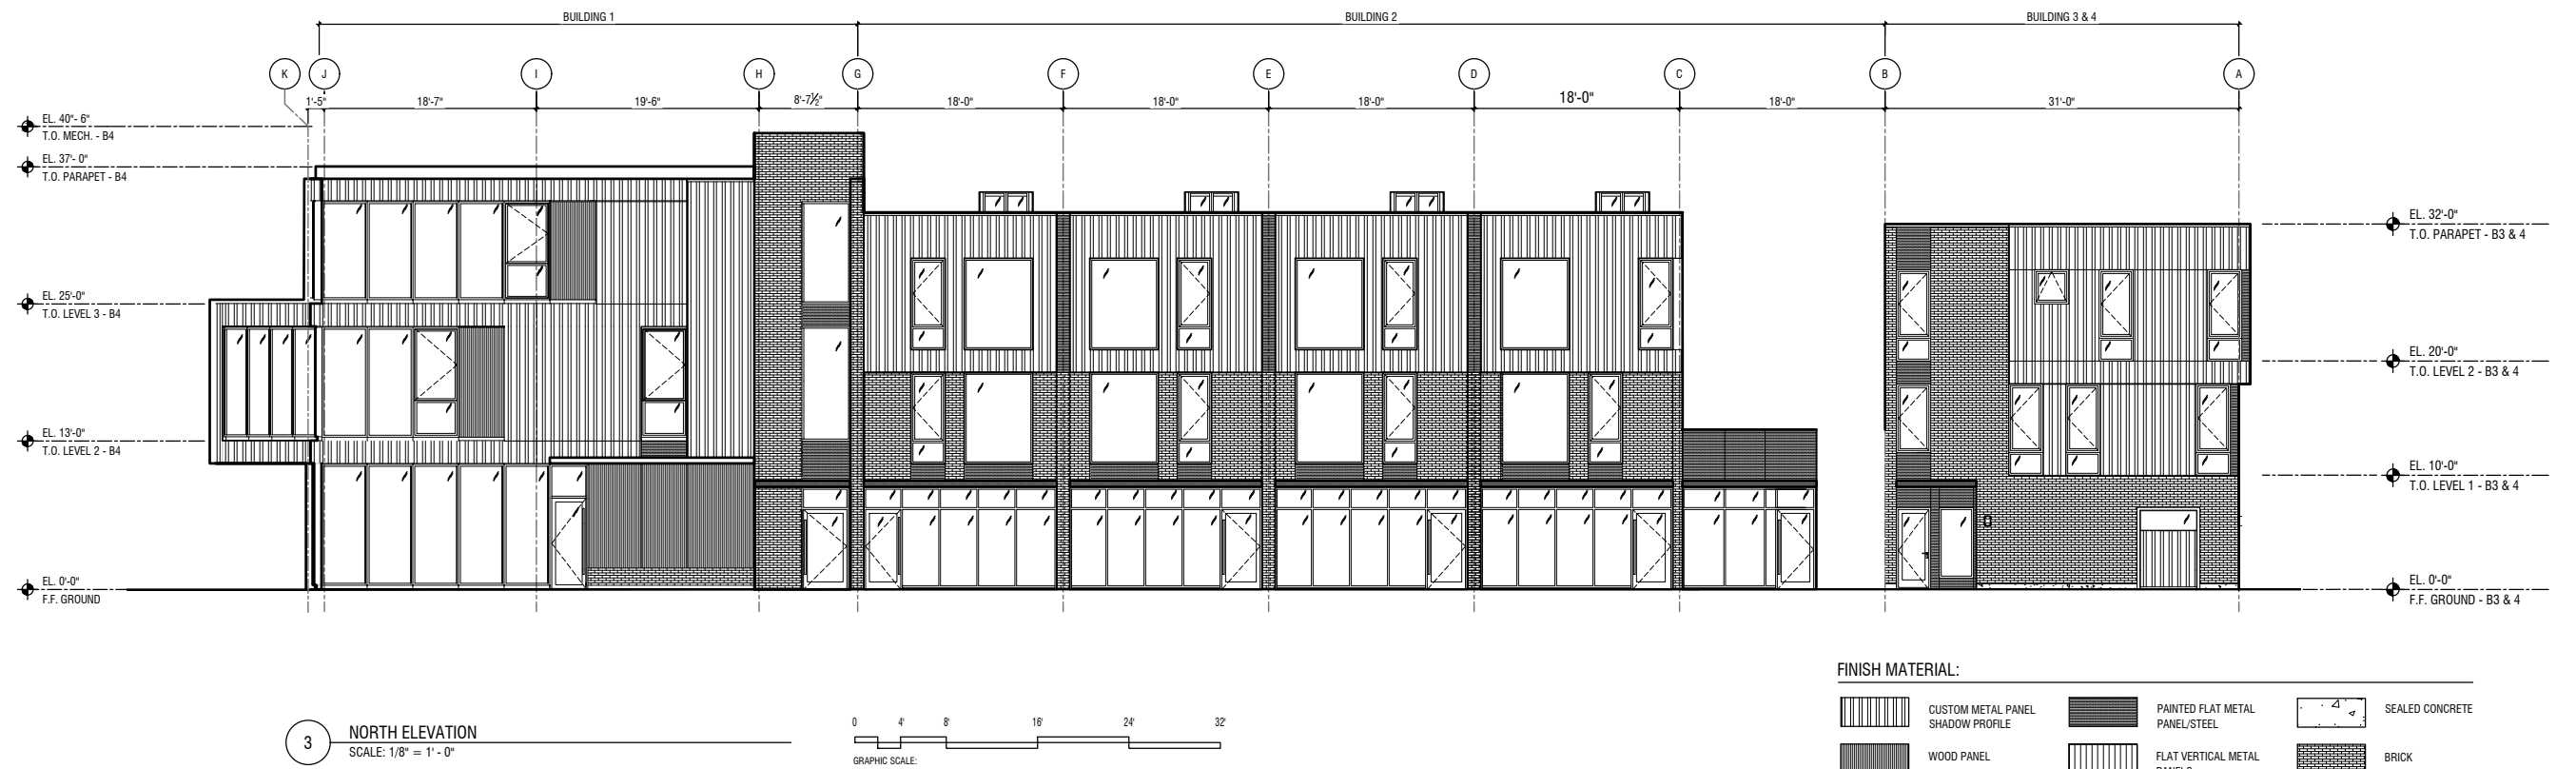 BUILDING 1
BUILDING 2
BUILDING 3 & 4
K
J
I
H
G
F
E
D
C
B
A
1'-5"
18'-7"
19'-6"
8'-7½"
18'-0"
18'-0"
18'-0"
18'-0"
18'-0"
31'-0"
EL. 40"- 6"
T.O. MECH. - B4
EL. 37'- 0"
T.O. PARAPET - B4
EL. 25'-0"
T.O. LEVEL 3 - B4
EL. 13'-0"
T.O. LEVEL 2 - B4
EL. 0'-0"
F.F. GROUND
EL. 32'-0"
T.O. PARAPET - B3 & 4
EL. 20'-0"
T.O. LEVEL 2 - B3 & 4
EL. 10'-0"
T.O. LEVEL 1 - B3 & 4
EL. 0'-0"
F.F. GROUND - B3 & 4
3
NORTH ELEVATION
SCALE: 1/8" = 1' - 0"
0 4' 8' 16' 24' 32'
GRAPHIC SCALE:
FINISH MATERIAL:
CUSTOM METAL PANEL
SHADOW PROFILE
PAINTED FLAT METAL
PANEL/STEEL
SEALED CONCRETE
WOOD PANEL
FLAT VERTICAL METAL
BRICK